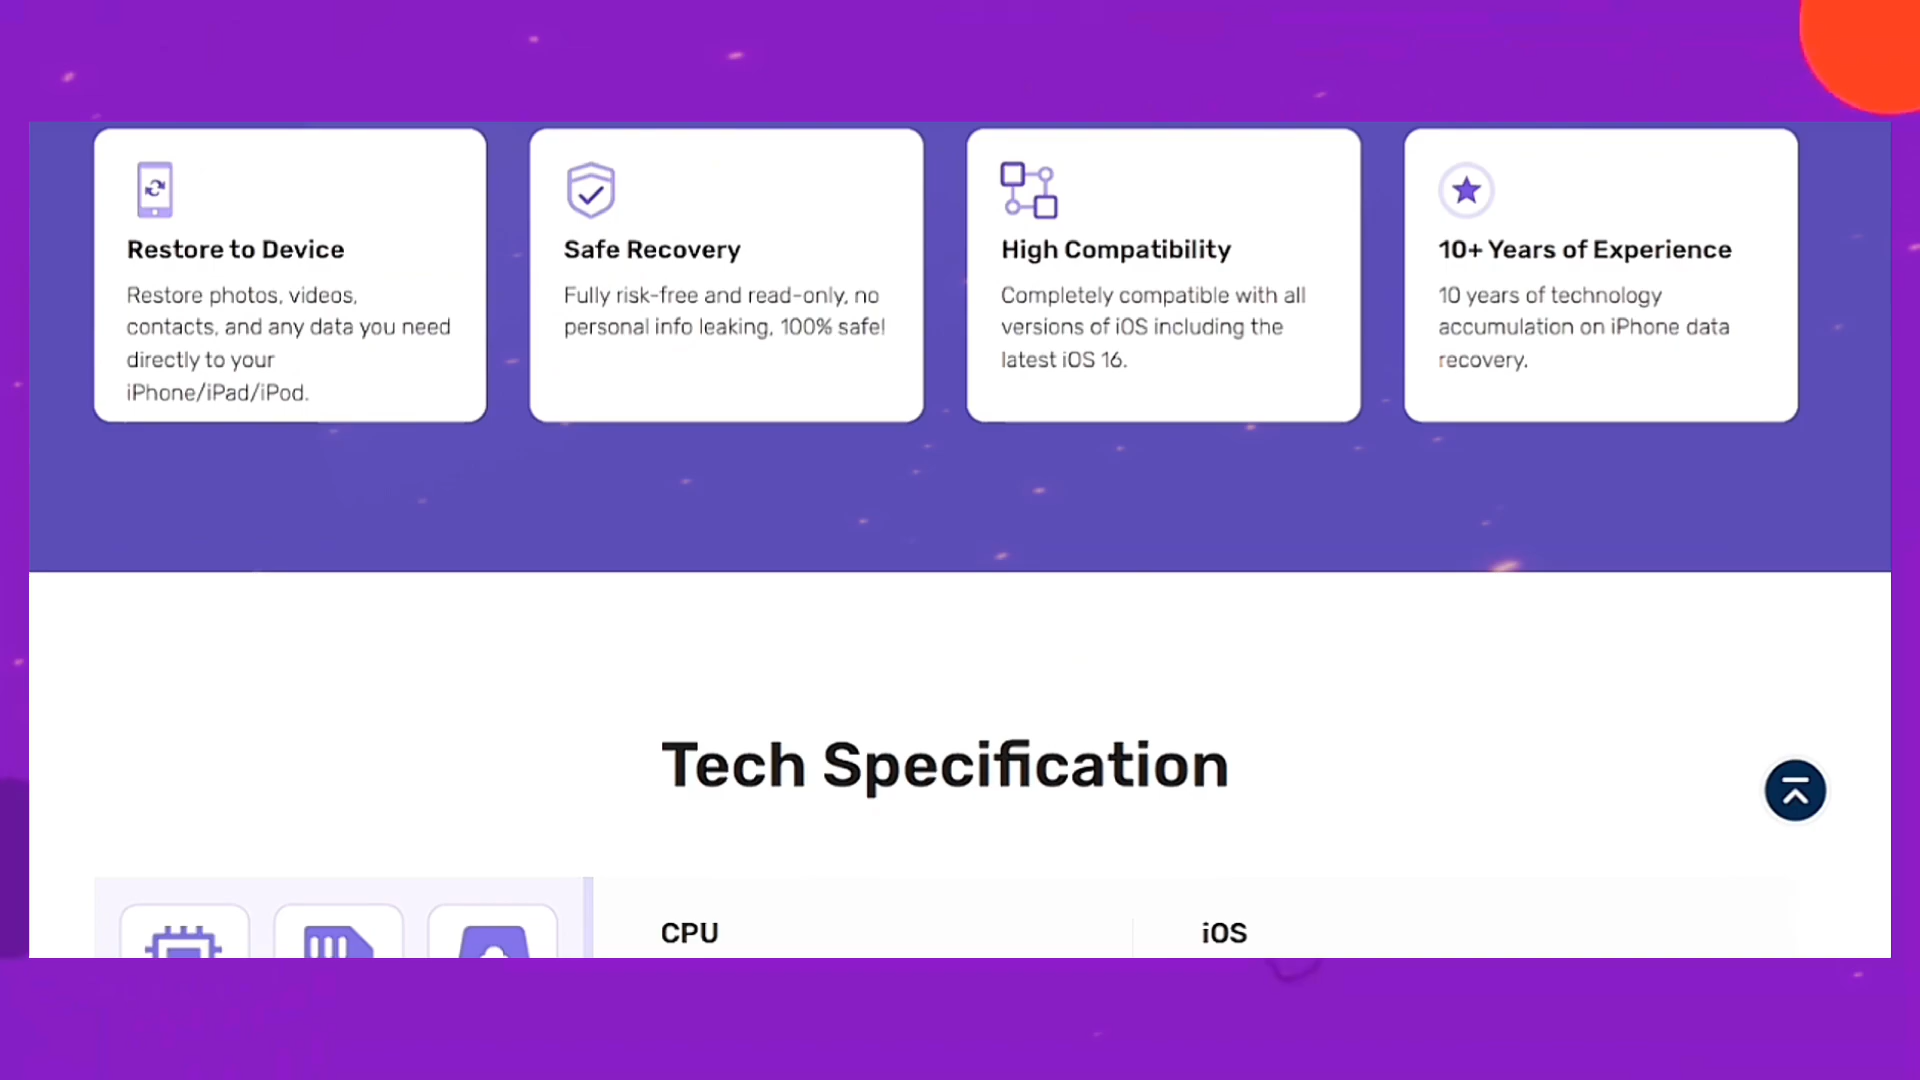 Restore to Device
Restore photos, videos,
contacts, and any data you need
directly to your
iPhone/iPad/iPod.
Safe Recovery
Fully risk-free and read-only, no
personal info leaking, 100% safe!
High Compatibility
Completely compatible with all
versions of iOS including the
latest iOS 16.
10+ Years of Experience
10 years of technology
accumulation on iPhone data
recovery.
Tech Specification
CPU
iOS